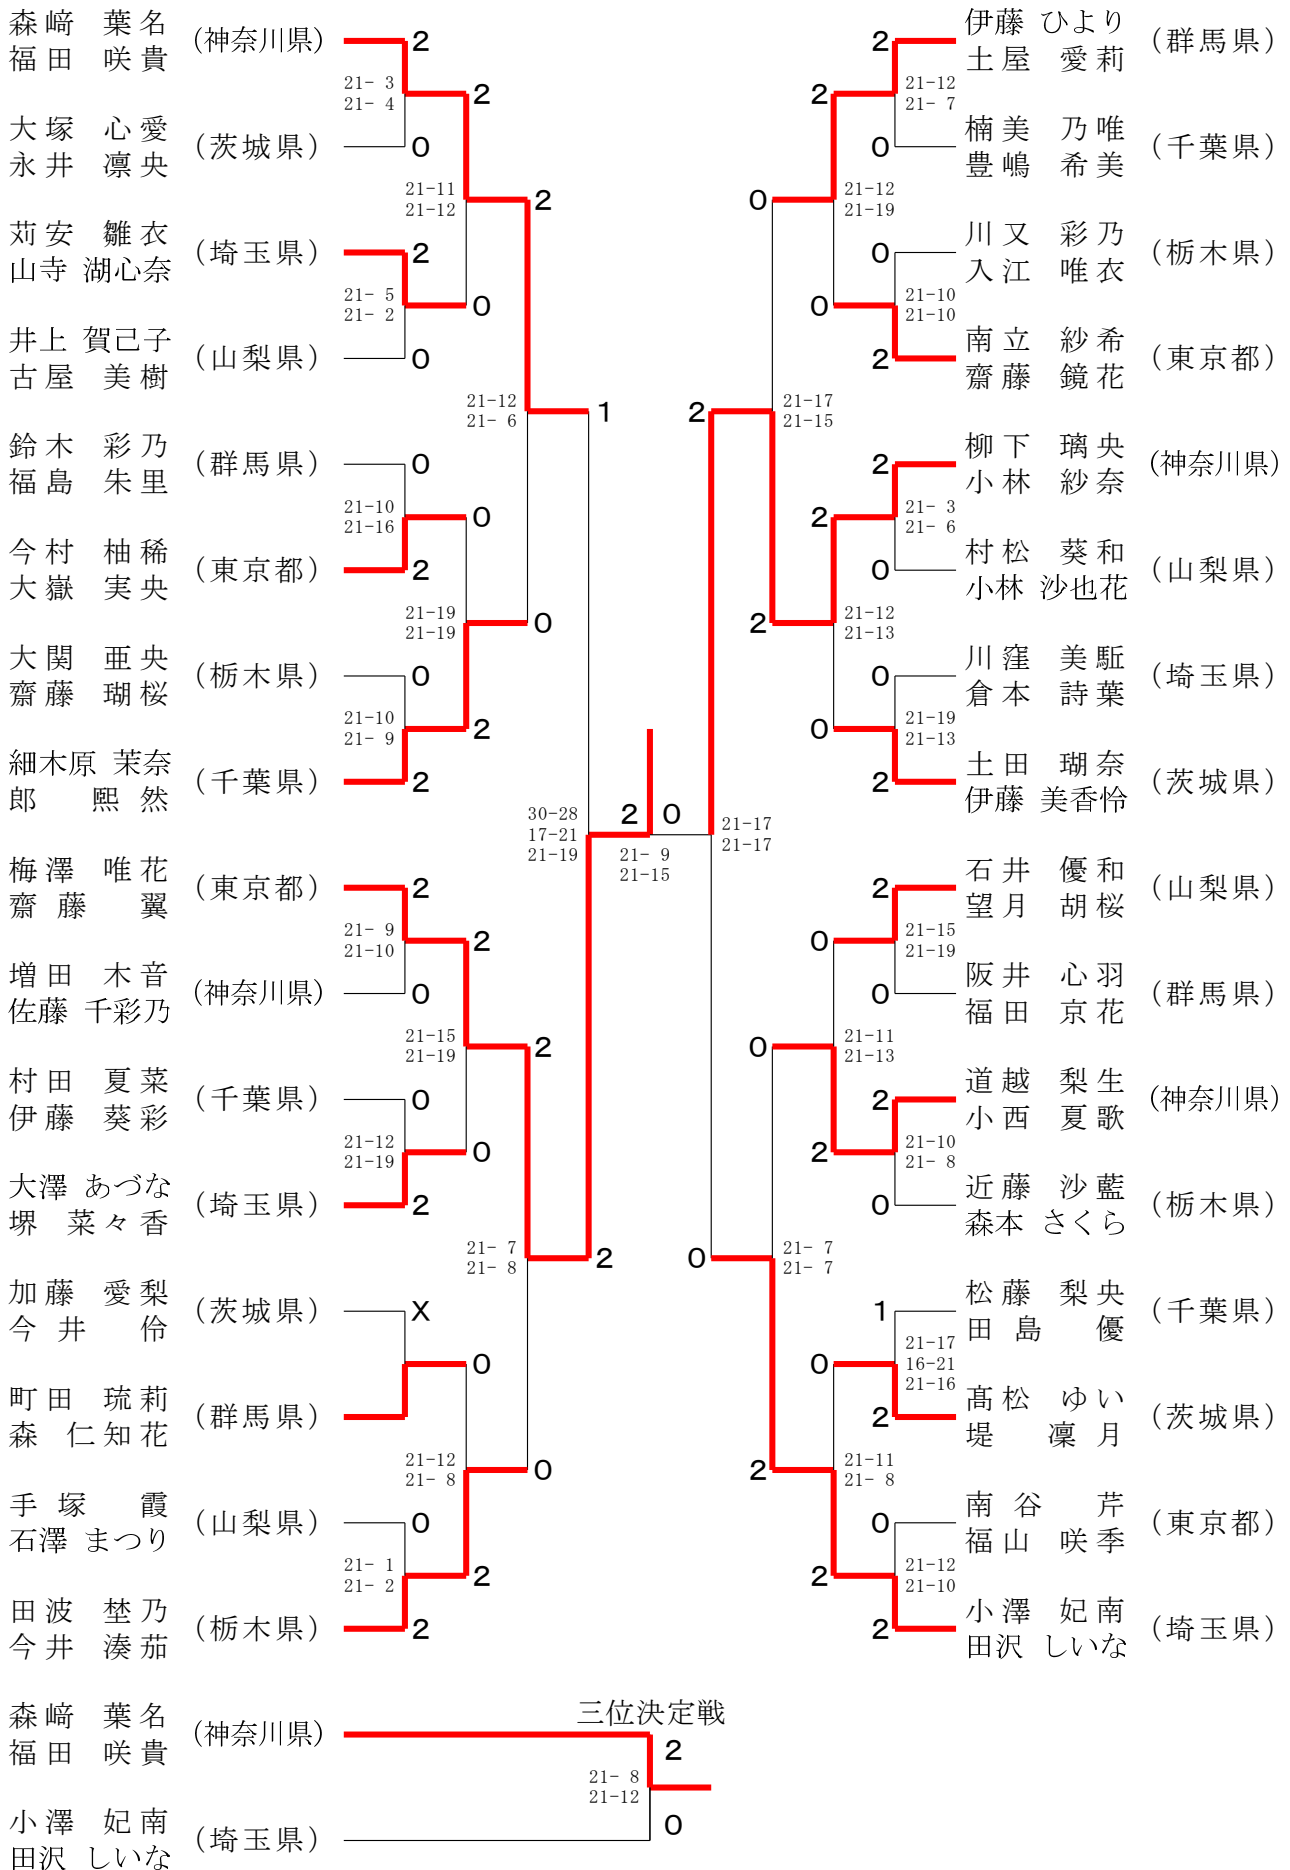 森﨑 葉名
福田 咲貴
(神奈川県)
2
21- 3
21- 4
2
大塚 心愛
永井 凛央
(茨城県)
0
21-11
21-12
2
苅安 雛衣
山寺 湖心奈
(埼玉県)
2
21- 5
21- 2
0
井上 賀己子
古屋 美樹
(山梨県)
0
21-12
21- 6
1
鈴木 彩乃
福島 朱里
(群馬県)
0
21-10
21-16
0
今村 柚稀
大嶽 実央
(東京都)
2
21-19
21-19
0
大関 亜央
齋藤 瑚桜
(栃木県)
0
21-10
21- 9
2
細木原 茉奈
郎 熙然
(千葉県)
2
30-28
17-21
21-19
2
0
21- 9
21-15
梅澤 唯花
齋藤 翼
(東京都)
2
21- 9
21-10
2
増田 木音
佐藤 千彩乃
(神奈川県)
0
21-15
21-19
2
村田 夏菜
伊藤 葵彩
(千葉県)
0
21-12
21-19
0
大澤 あづな
堺 菜々香
(埼玉県)
2
21- 7
21- 8
2
加藤 愛梨
今井 伶
(茨城県)
X
0
町田 琉莉
森 仁知花
(群馬県)
21-12
21- 8
0
手塚 霞
石澤 まつり
(山梨県)
0
21- 1
21- 2
2
田波 埜乃
今井 湊茄
(栃木県)
2
伊藤 ひより
土屋 愛莉
(群馬県)
2
21-12
21- 7
2
楠美 乃唯
豊嶋 希美
(千葉県)
0
21-12
21-19
0
川又 彩乃
入江 唯衣
(栃木県)
0
21-10
21-10
0
南立 紗希
齋藤 鏡花
(東京都)
2
21-17
21-15
2
柳下 璃央
小林 紗奈
(神奈川県)
2
21- 3
21- 6
2
村松 葵和
小林 沙也花
(山梨県)
0
21-12
21-13
2
川窪 美駈
倉本 詩葉
(埼玉県)
0
21-19
21-13
0
土田 瑚奈
伊藤 美香怜
(茨城県)
2
21-17
21-17
石井 優和
望月 胡桜
(山梨県)
2
21-15
21-19
0
阪井 心羽
福田 京花
(群馬県)
0
21-11
21-13
0
道越 梨生
小西 夏歌
(神奈川県)
2
21-10
21- 8
2
近藤 沙藍
森本 さくら
(栃木県)
0
21- 7
21- 7
0
松藤 梨央
田島 優
(千葉県)
1
21-17
16-21
21-16
0
髙松 ゆい
堤 凜月
(茨城県)
2
21-11
21- 8
2
南谷 芹
福山 咲季
(東京都)
0
21-12
21-10
2
小澤 妃南
田沢 しいな
(埼玉県)
2
三位決定戦
森﨑 葉名
福田 咲貴
(神奈川県)
2
21- 8
21-12
小澤 妃南
田沢 しいな
(埼玉県)
0